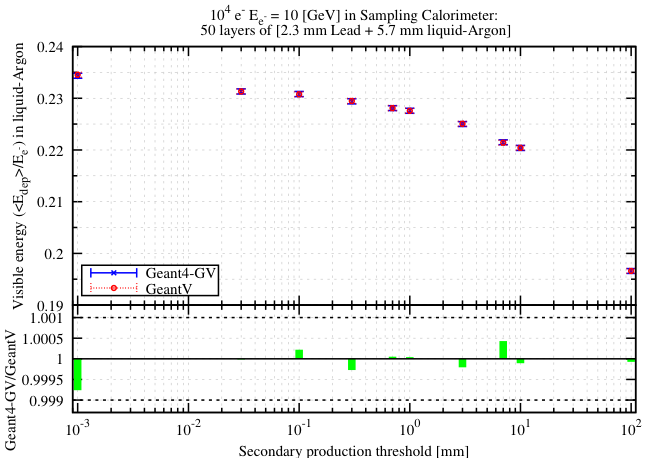 10⁴ e⁻ E_e⁻ = 10 [GeV] in Sampling Calorimeter:
50 layers of [2.3 mm Lead + 5.7 mm liquid-Argon]
Visible energy (<E_dep>/E_e⁻) in liquid-Argon
0.24
0.23
0.22
0.21
0.2
0.19
Geant4-GV
GeantV
Geant4-GV/GeantV
1.001
1.0005
1
0.9995
0.999
10⁻³ 10⁻² 10⁻¹ 10⁰ 10¹ 10²
Secondary production threshold [mm]